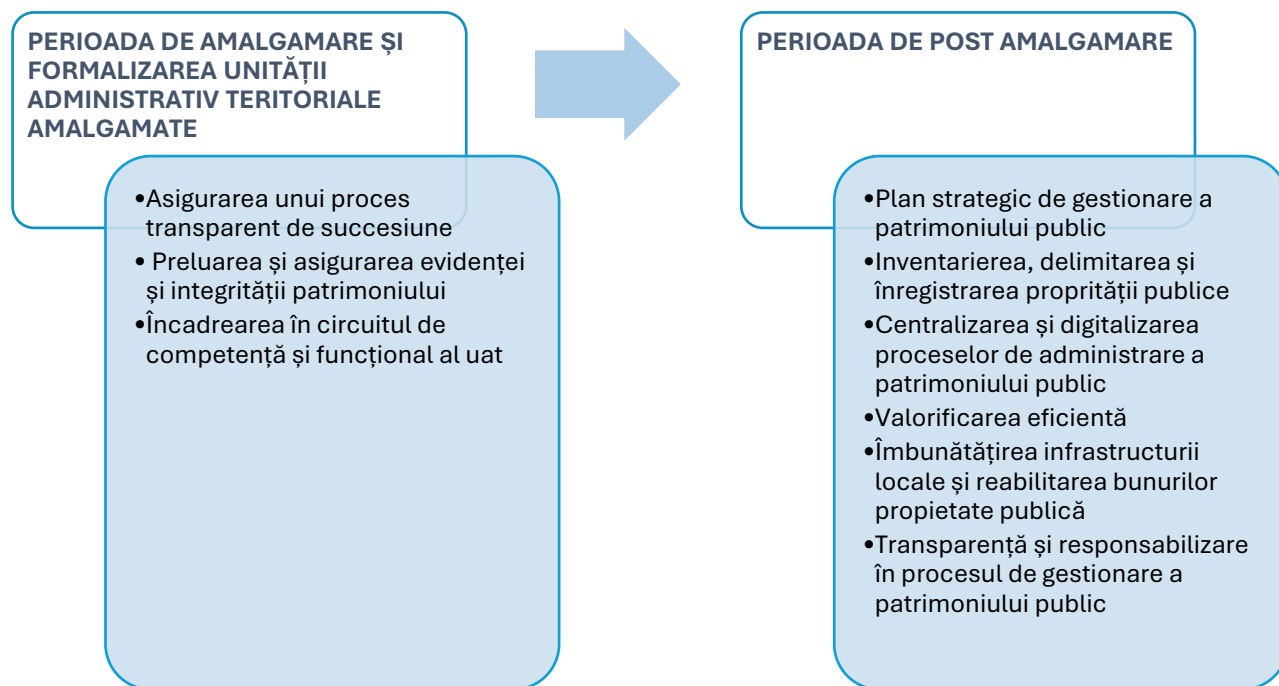 PERIOADA DE AMALGAMARE ȘI
FORMALIZAREA UNITĂȚII
ADMINISTRATIV TERITORIALE
AMALGAMATE
•Asigurarea unui proces
transparent de succesiune
• Preluarea și asigurarea evidenței
și integrității patrimoniului
•Încadrearea în circuitul de
competență și funcțional al uat
PERIOADA DE POST AMALGAMARE
•Plan strategic de gestionare a
patrimoniului public
•Inventarierea, delimitarea și
înregistrarea proprității publice
•Centralizarea și digitalizarea
proceselor de administrare a
patrimoniului public
•Valorificarea eficientă
•Îmbunătățirea infrastructurii
locale și reabilitarea bunurilor
propietate publică
•Transparență și responsabilizare
în procesul de gestionare a
patrimoniului public